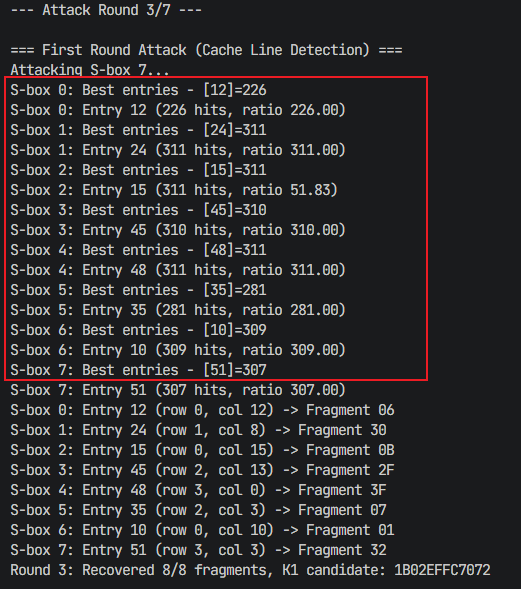 --- Attack Round 3/7 ---
=== First Round Attack (Cache Line Detection) ===
Attacking S-box 7...
S-box 0: Best entries - [12]=226
S-box 0: Entry 12 (226 hits, ratio 226.00)
S-box 1: Best entries - [24]=311
S-box 1: Entry 24 (311 hits, ratio 311.00)
S-box 2: Best entries - [15]=311
S-box 2: Entry 15 (311 hits, ratio 51.83)
S-box 3: Best entries - [45]=310
S-box 3: Entry 45 (310 hits, ratio 310.00)
S-box 4: Best entries - [48]=311
S-box 4: Entry 48 (311 hits, ratio 311.00)
S-box 5: Best entries - [35]=281
S-box 5: Entry 35 (281 hits, ratio 281.00)
S-box 6: Best entries - [10]=309
S-box 6: Entry 10 (309 hits, ratio 309.00)
S-box 7: Best entries - [51]=307
S-box 7: Entry 51 (307 hits, ratio 307.00)
S-box 0: Entry 12 (row 0, col 12) -> Fragment 06
S-box 1: Entry 24 (row 1, col 8) -> Fragment 30
S-box 2: Entry 15 (row 0, col 15) -> Fragment 0B
S-box 3: Entry 45 (row 2, col 13) -> Fragment 2F
S-box 4: Entry 48 (row 3, col 0) -> Fragment 3F
S-box 5: Entry 35 (row 2, col 3) -> Fragment 07
S-box 6: Entry 10 (row 0, col 10) -> Fragment 01
S-box 7: Entry 51 (row 3, col 3) -> Fragment 32
Round 3: Recovered 8/8 fragments, K1 candidate: 1B02EFFC7072